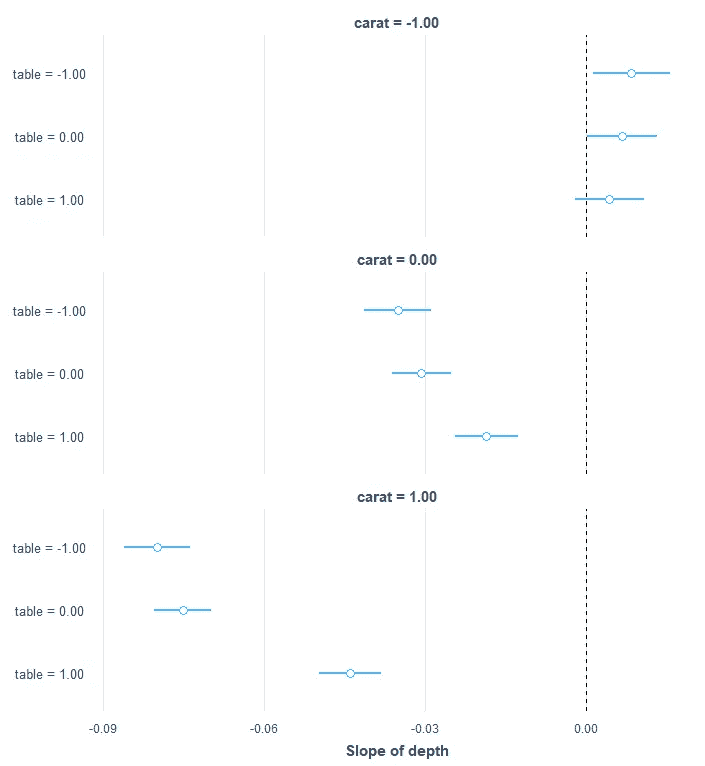 carat = -1.00
table = -1.00
table = 0.00
table = 1.00
carat = 0.00
table = -1.00
table = 0.00
table = 1.00
carat = 1.00
table = -1.00
table = 0.00
table = 1.00
-0.09 -0.06 -0.03 0.00
Slope of depth